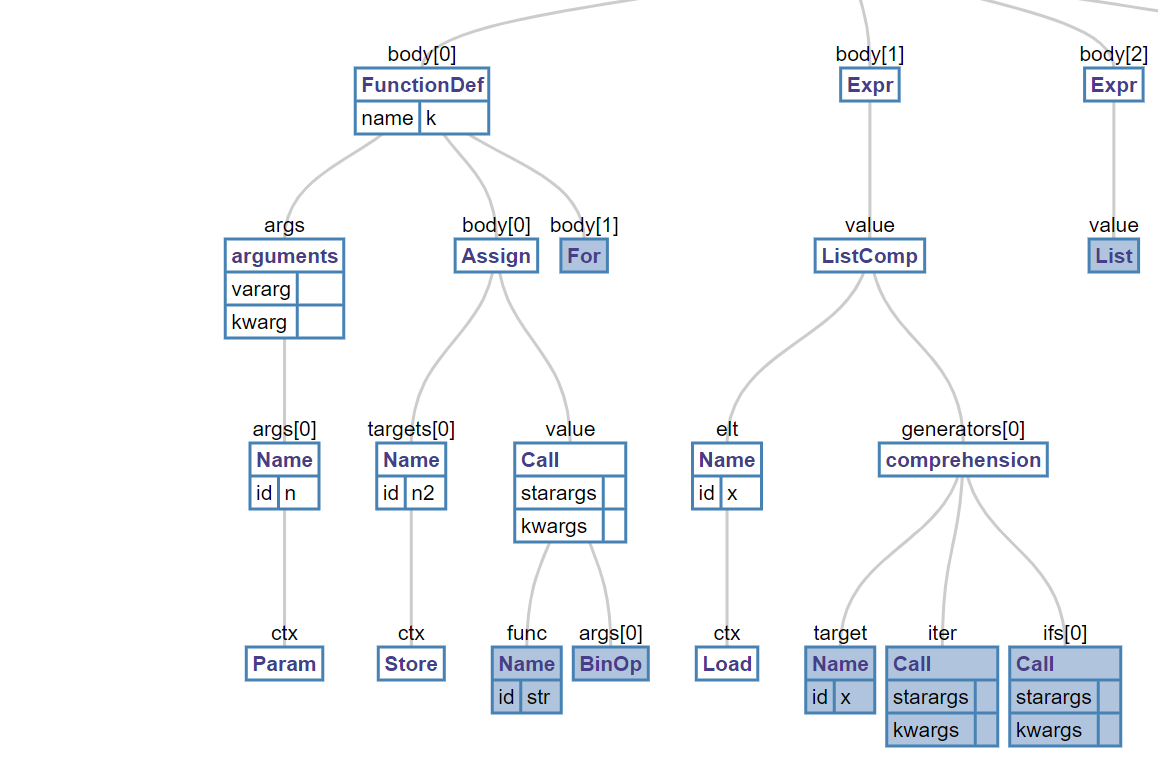 body[0] body[1] body[2]
FunctionDef Expr Expr
name k
args body[0] body[1] value value
arguments Assign For ListComp List
vararg
kwarg
args[0] targets[0] value elt generators[0]
Name Name Call Name comprehension
id n id n2 starargs id x
kwargs
ctx ctx func args[0] ctx target iter ifs[0]
Param Store Name BinOp Load Name Call Call
id str id x starargs starargs
kwargs kwargs